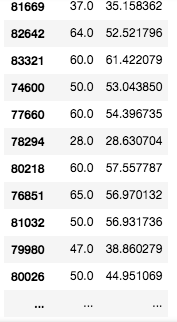 81669 37.0 35.158362
82642 64.0 52.521796
83321 60.0 61.422079
74600 50.0 53.043850
77660 60.0 54.396735
78294 28.0 28.630704
80218 60.0 57.557787
76851 65.0 56.970132
81032 50.0 56.931736
79980 47.0 38.860279
80026 50.0 44.951069
... ... ...